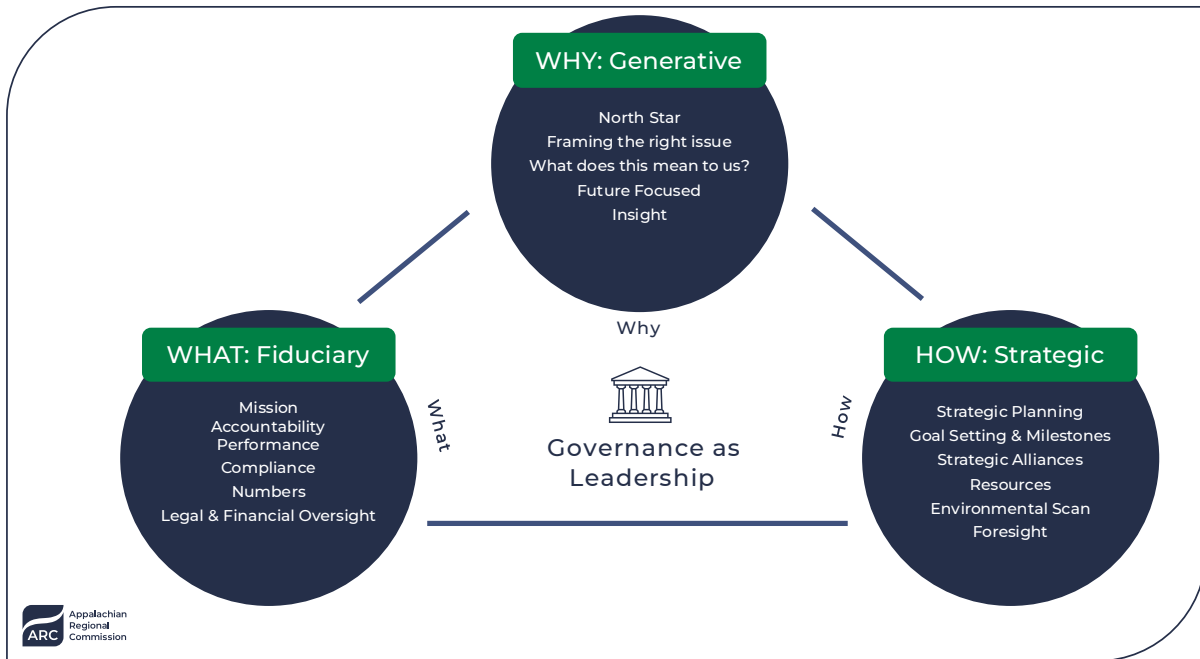 WHY: Generative
North Star
Framing the right issue
What does this mean to us?
Future Focused
Insight
Why
WHAT: Fiduciary
Mission
Accountability
Performance
Compliance
Numbers
Legal & Financial Oversight
What
Governance as
Leadership
How
HOW: Strategic
Strategic Planning
Goal Setting & Milestones
Strategic Alliances
Resources
Environmental Scan
Foresight
ARC
Appalachian
Regional
Commission